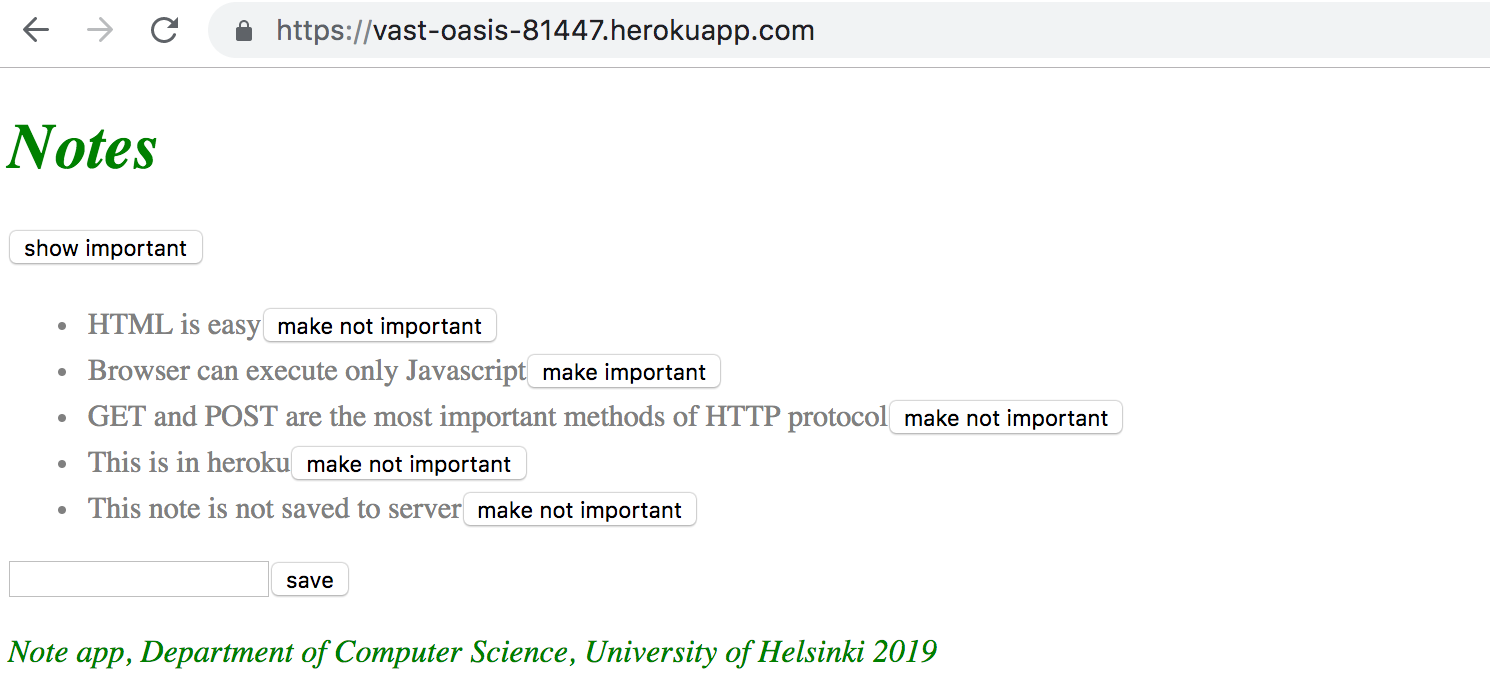 https://vast-oasis-81447.herokuapp.com
Notes
show important
HTML is easy make not important
Browser can execute only Javascript make important
GET and POST are the most important methods of HTTP protocol make not important
This is in heroku make not important
This note is not saved to server make not important
save
Note app, Department of Computer Science, University of Helsinki 2019